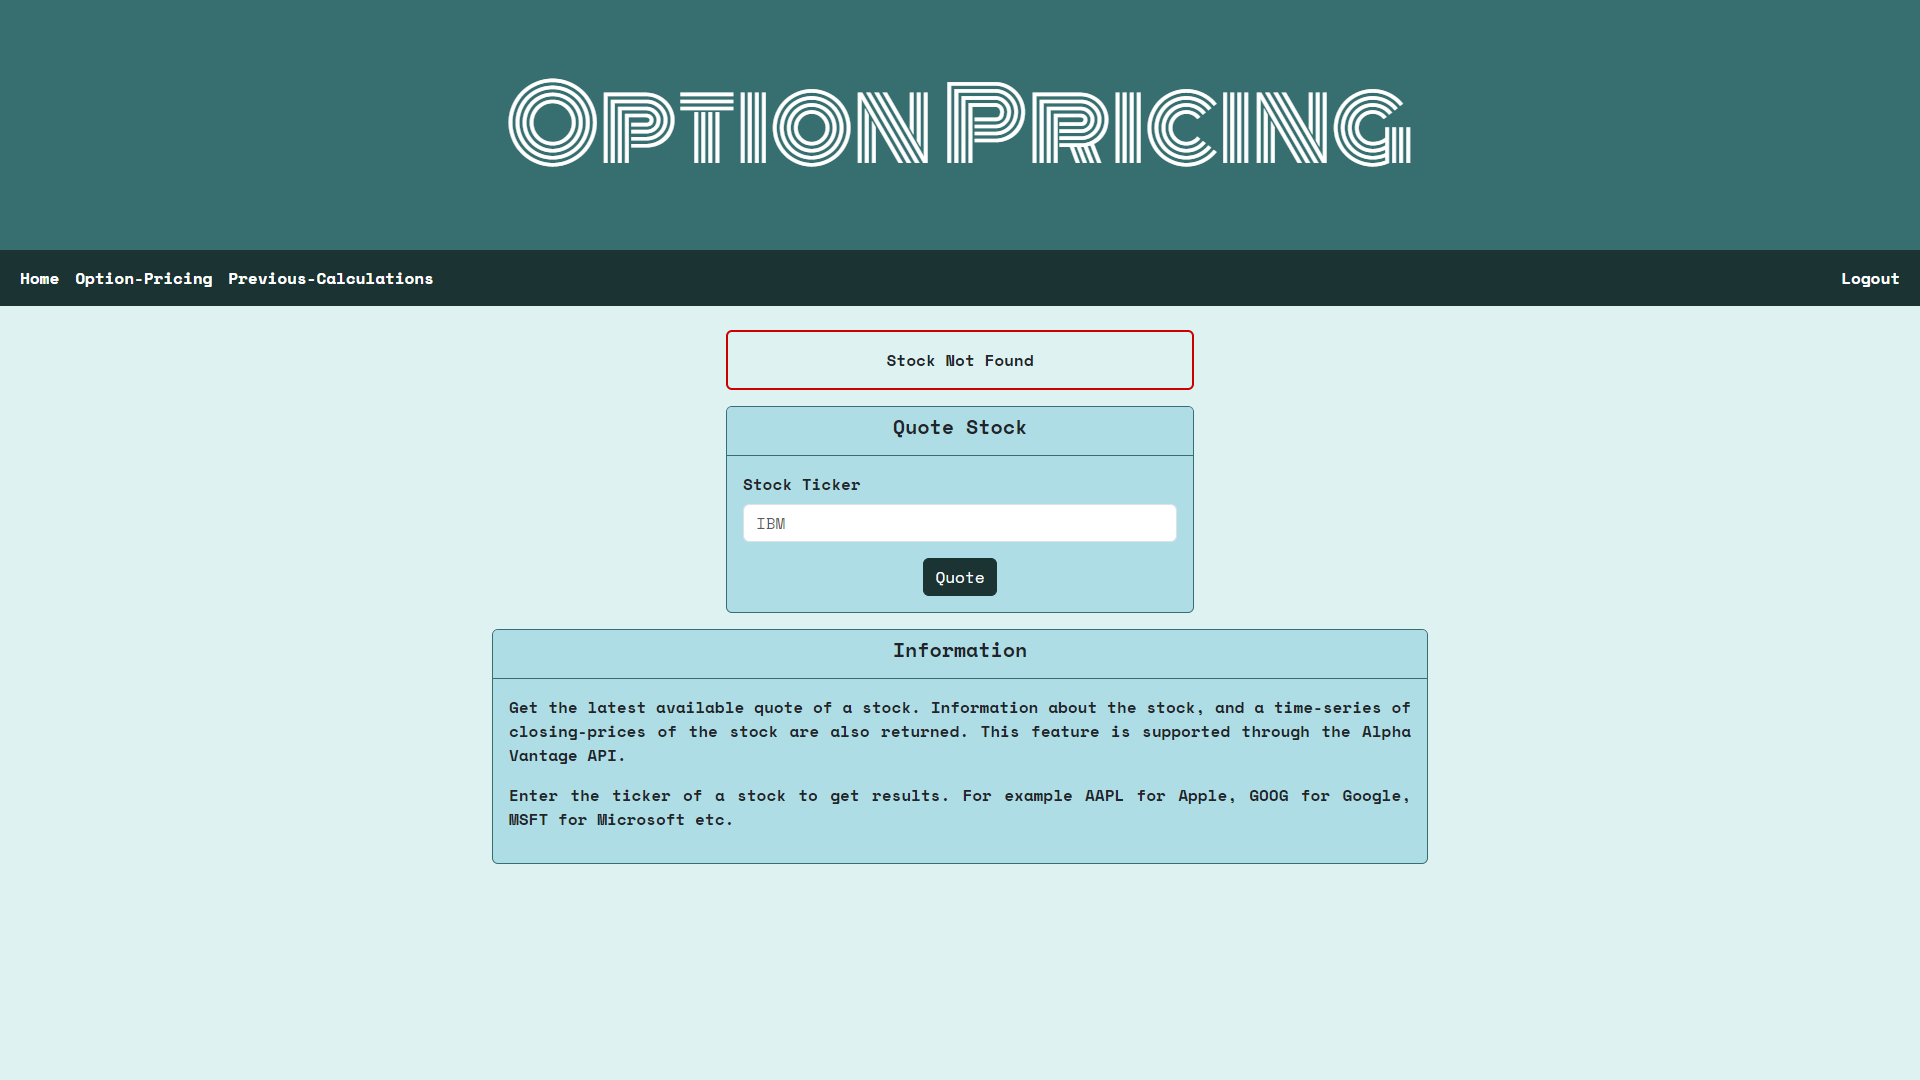 Option Pricing
Home Option-Pricing Previous-Calculations Logout
Stock Not Found
Quote Stock
Stock Ticker
IBM
Quote
Information
Get the latest available quote of a stock. Information about the stock, and a time-series of
closing-prices of the stock are also returned. This feature is supported through the Alpha
Vantage API.
Enter the ticker of a stock to get results. For example AAPL for Apple, GOOG for Google,
MSFT for Microsoft etc.